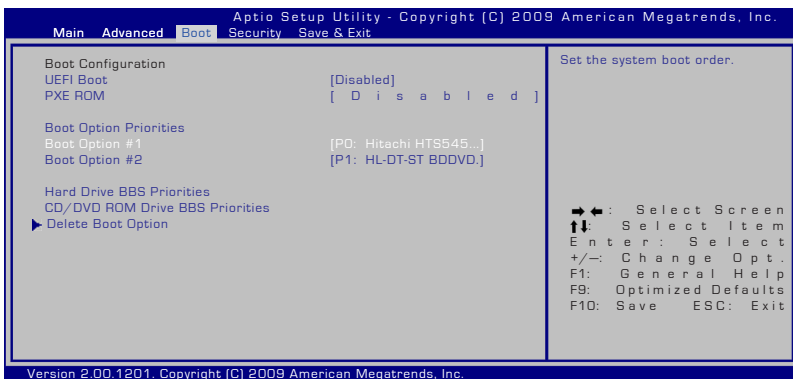 Aptio Setup Utility - Copyright (C) 2009 American Megatrends, Inc.
Main Advanced Boot Security Save & Exit
Boot Configuration
UEFI Boot [Disabled]
PXE ROM [Disabled]
Boot Option Priorities
Boot Option #1 [P0: Hitachi HTS545...]
Boot Option #2 [P1: HL-DT-ST BDDVD.]
Hard Drive BBS Priorities
CD/DVD ROM Drive BBS Priorities
Delete Boot Option
Set the system boot order.
→←: Select Screen
↑↓: Select Item
Enter: Select
+/—: Change Opt.
F1: General Help
F9: Optimized Defaults
F10: Save ESC: Exit
Version 2.00.1201. Copyright (C) 2009 American Megatrends, Inc.